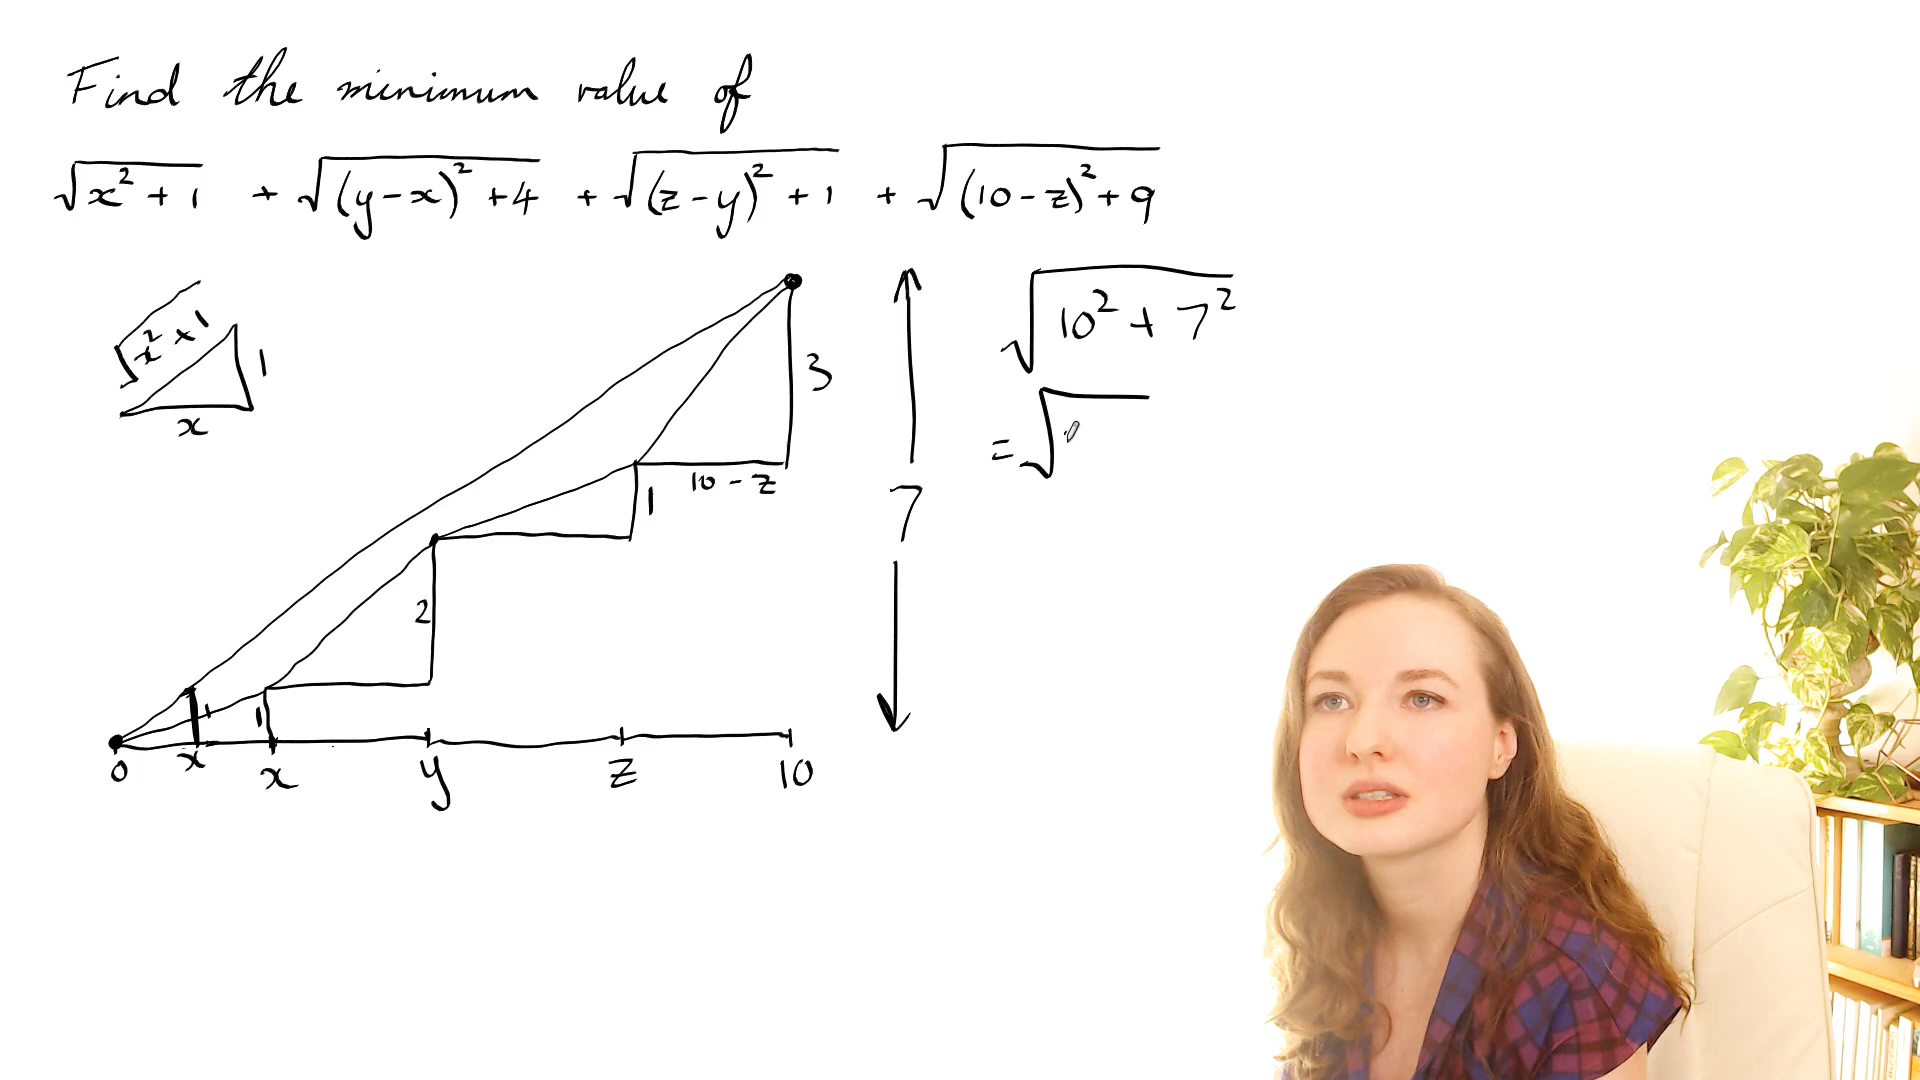 Find the minimum value of
√(x² + 1) + √((y-x)² + 4) + √((z-y)² + 1) + √((10-z)² + 9)
√(x² + 1)
1
x
3
10 - z
1
2
1
1
0 x x y z 10
7
√(10² + 7²)
= √